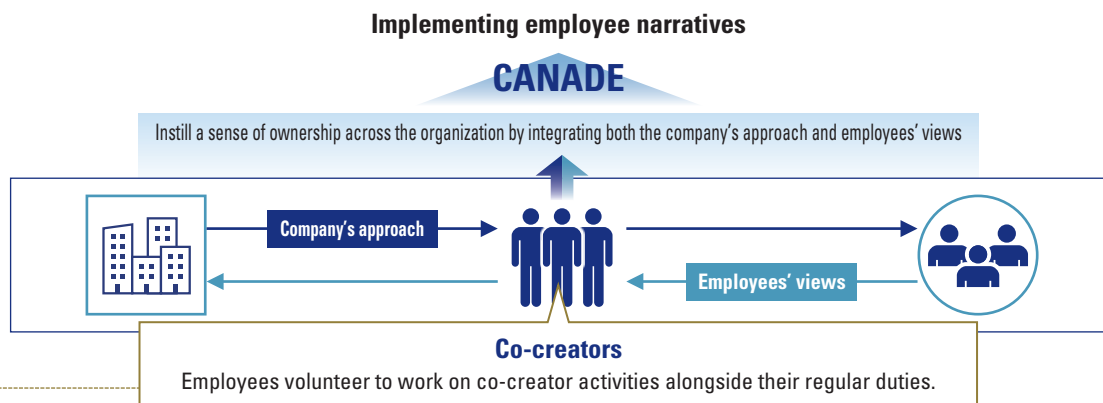 Implementing employee narratives
CANADE
Instill a sense of ownership across the organization by integrating both the company's approach and employees' views
Company's approach
Employees' views
Co-creators
Employees volunteer to work on co-creator activities alongside their regular duties.